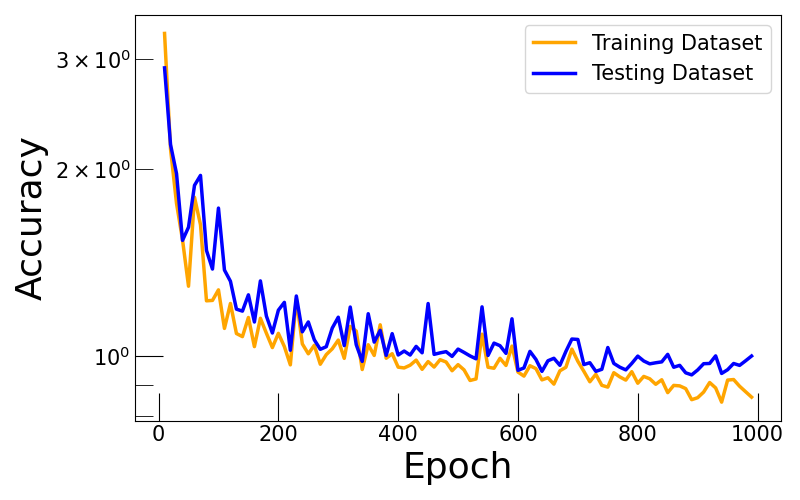 Training Dataset
Testing Dataset
3 × 10⁰
2 × 10⁰
10⁰
Accuracy
0 200 400 600 800 1000
Epoch